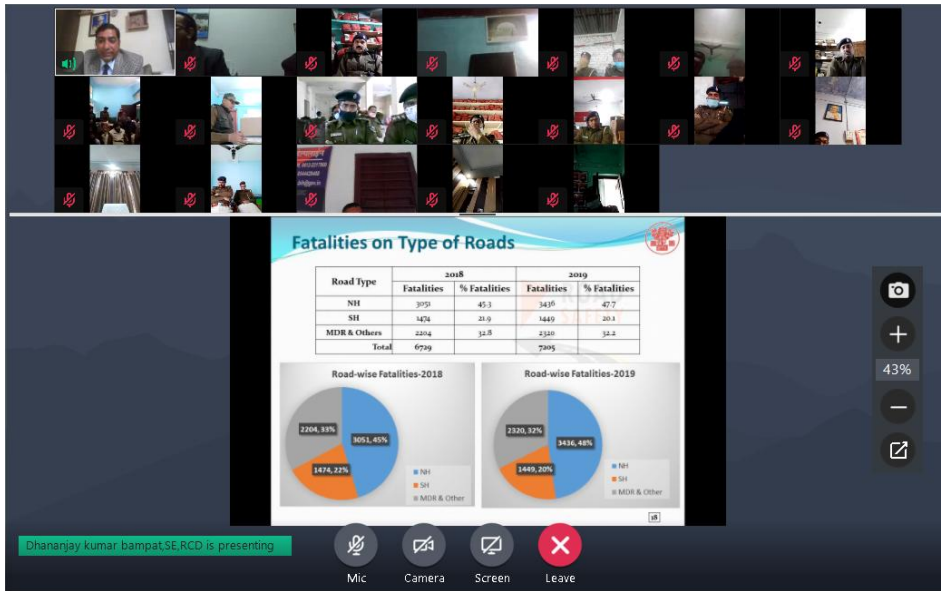 Fatalities on Type of Roads
Road Type 2018 2019
Fatalities % Fatalities Fatalities % Fatalities
NH 3051 45.3 3436 47.7
SH 1474 21.9 1449 20.1
MDR & Others 2204 32.8 2320 32.2
Total 6729 7205
ROAD
SAFETY
Road-wise Fatalities-2018
2204, 33%
3051, 45%
1474, 22%
NH
SH
MDR & Other
Road-wise Fatalities-2019
2320, 32%
3436, 48%
1449, 20%
NH
SH
MDR & Other
18
43%
Dhananjay kumar bampat,SE,RCD is presenting
Mic Camera Screen Leave